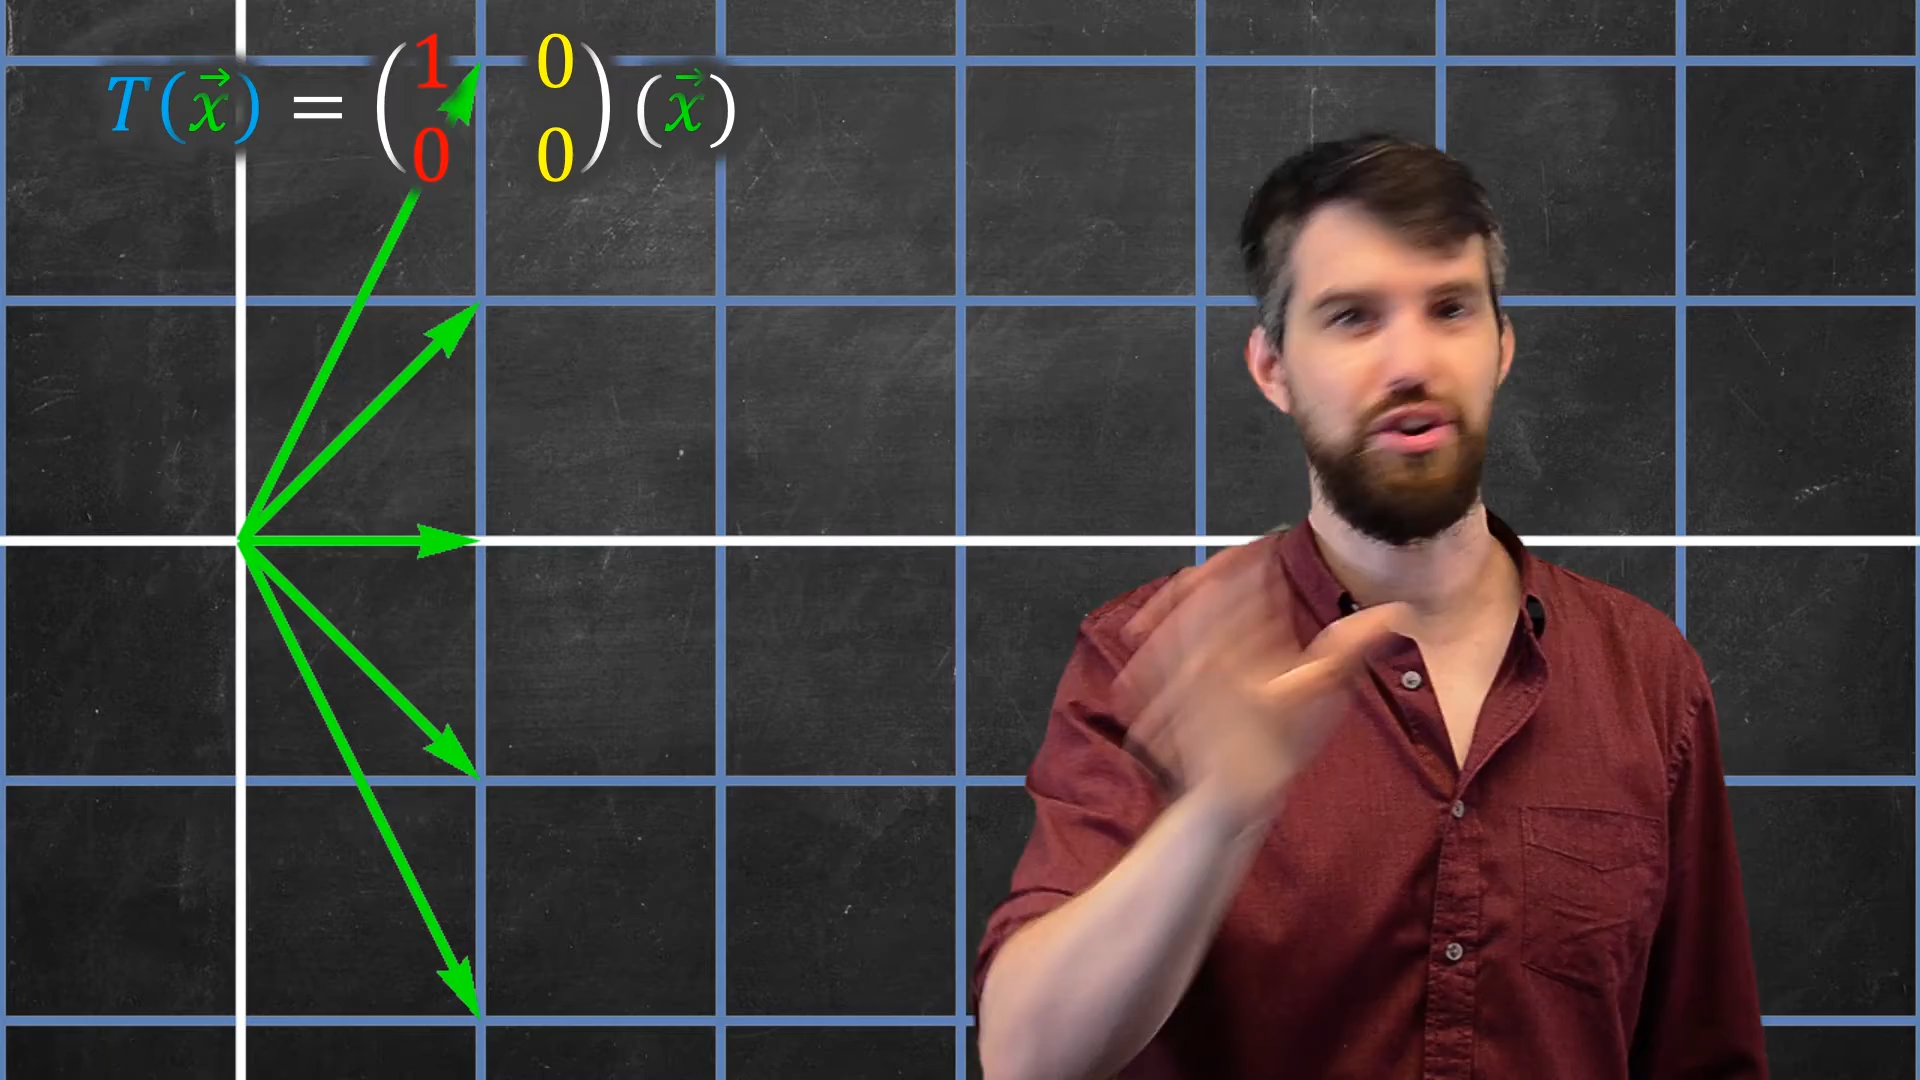 T(x⃗) = (1 0
0 0)(x⃗)